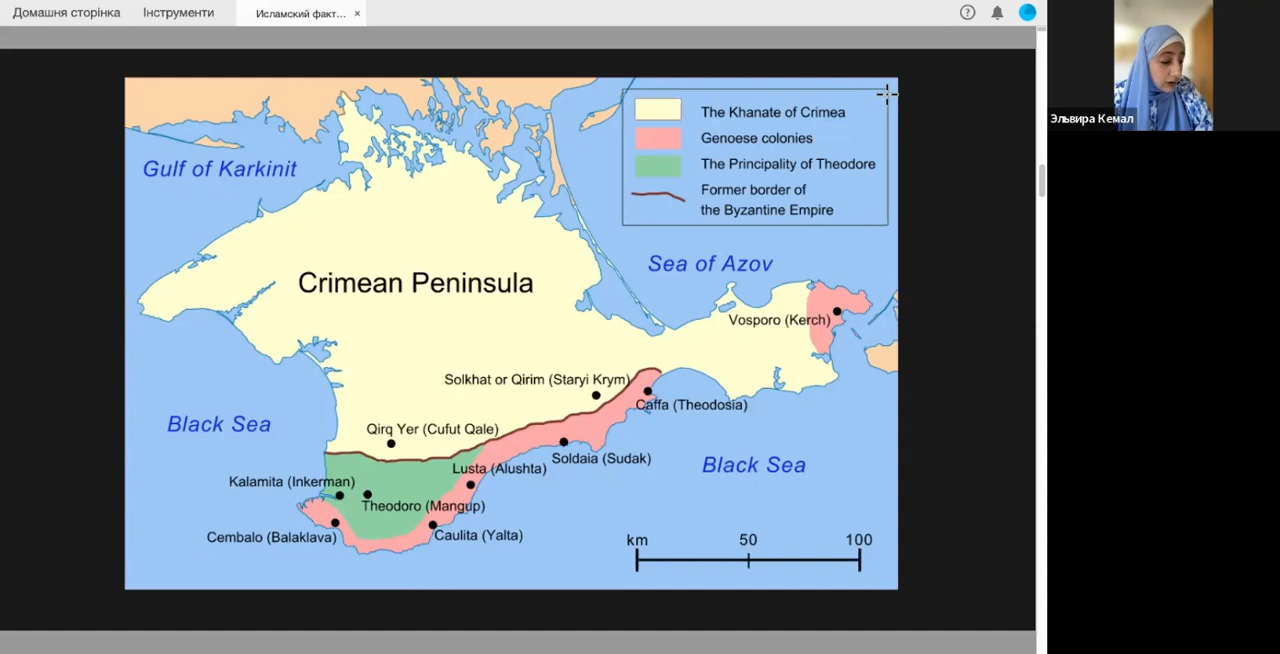 Домашня сторінка
Інструменти
Исламский факт...
Эльвира Кемал
The Khanate of Crimea
Genoese colonies
The Principality of Theodore
Former border of
the Byzantine Empire
Gulf of Karkinit
Sea of Azov
Crimean Peninsula
Vosporo (Kerch)
Solkhat or Qirim (Staryi Krym)
Caffa (Theodosia)
Black Sea
Qirq Yer (Cufut Qale)
Soldaia (Sudak)
Black Sea
Lusta (Alushta)
Kalamita (Inkerman)
Theodoro (Mangup)
Cembalo (Balaklava)
Caulita (Yalta)
km 50 100